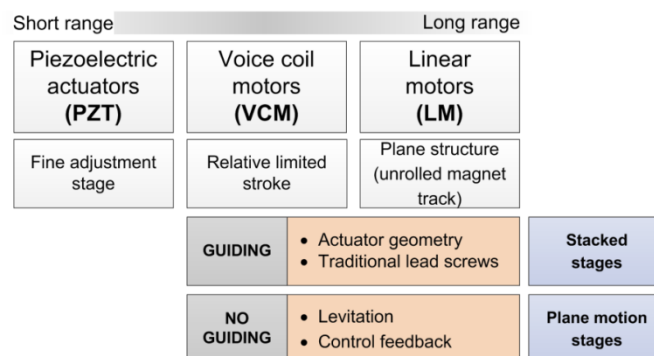 Short range
Long range
Piezoelectric
actuators
(PZT)
Voice coil
motors
(VCM)
Linear
motors
(LM)
Fine adjustment
stage
Relative limited
stroke
Plane structure
(unrolled magnet
track)
GUIDING
• Actuator geometry
• Traditional lead screws
Stacked
stages
NO
GUIDING
• Levitation
• Control feedback
Plane motion
stages